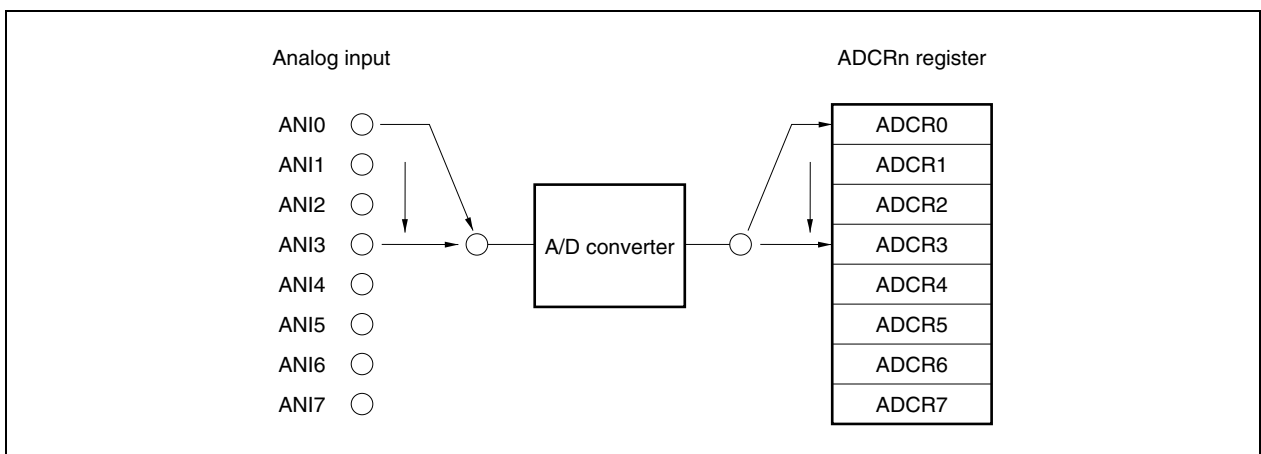 Analog input
ADCRn register
ANI0
ADCR0
ANI1
ADCR1
ANI2
ADCR2
ANI3
A/D converter
ADCR3
ANI4
ADCR4
ANI5
ADCR5
ANI6
ADCR6
ANI7
ADCR7